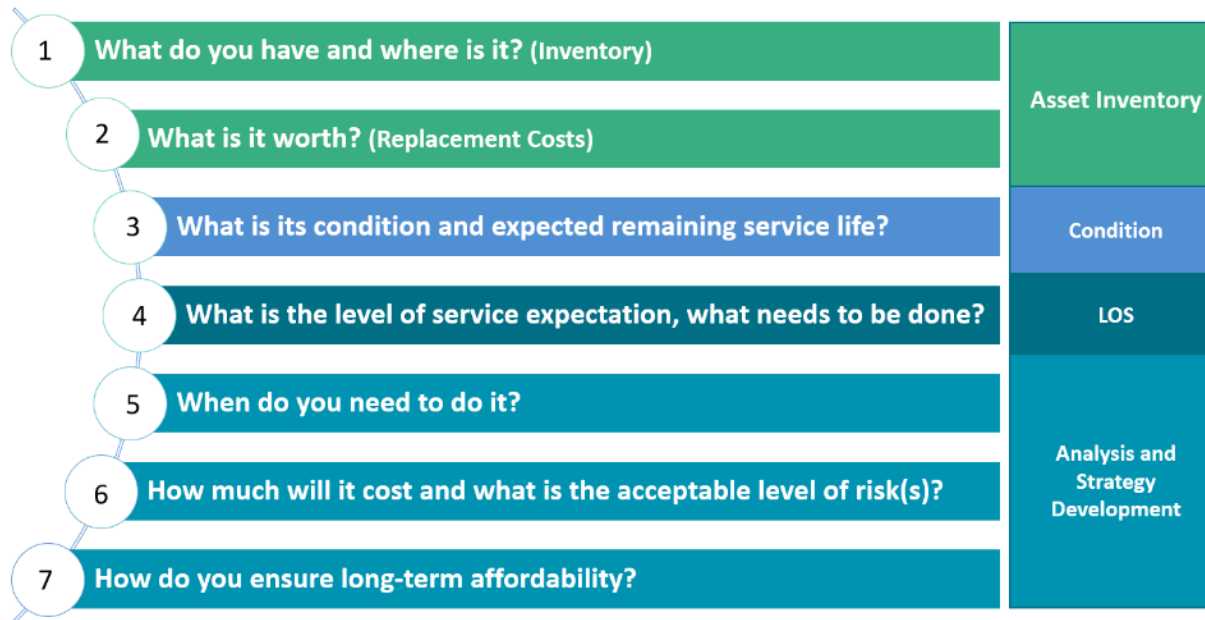 1
What do you have and where is it? (Inventory)
2
What is it worth? (Replacement Costs)
Asset Inventory
3
What is its condition and expected remaining service life?
Condition
4
What is the level of service expectation, what needs to be done?
LOS
5
When do you need to do it?
6
How much will it cost and what is the acceptable level of risk(s)?
7
How do you ensure long-term affordability?
Analysis and
Strategy
Development